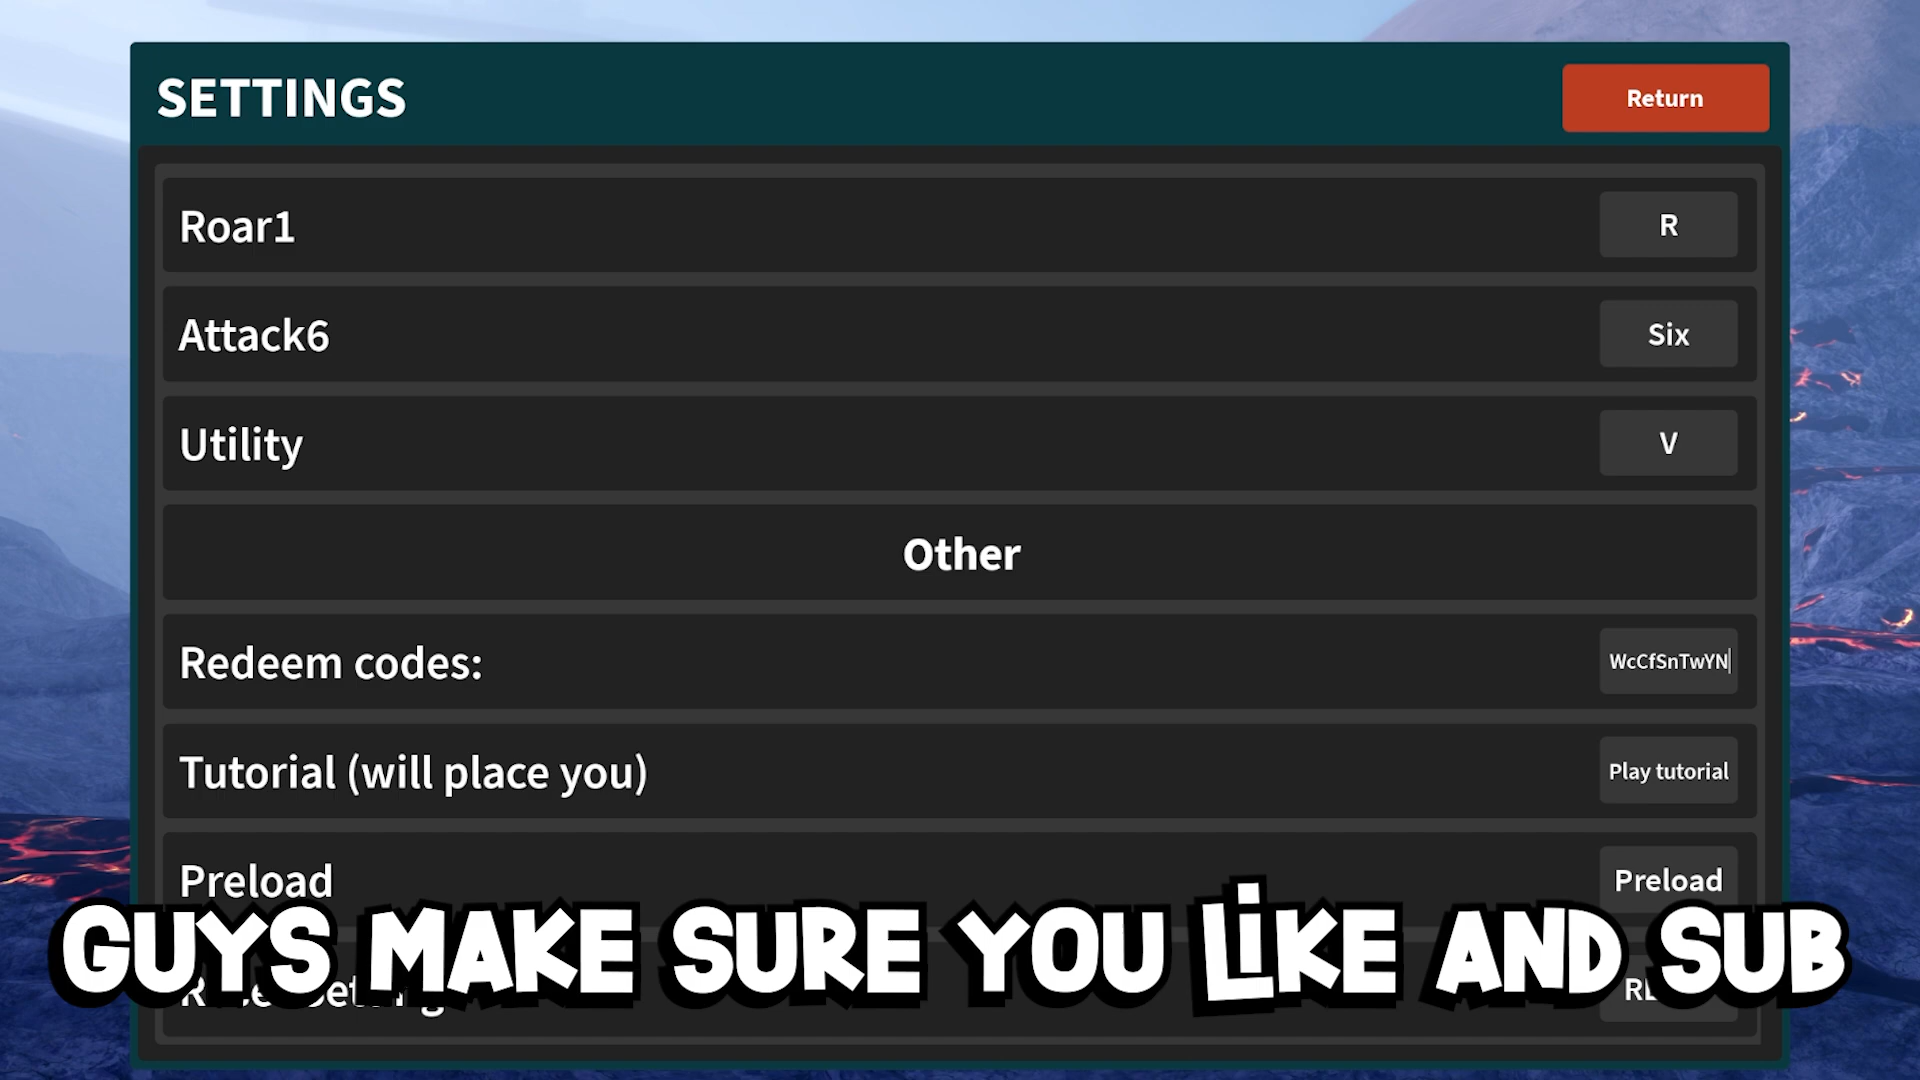 SETTINGS
Return
Roar1
R
Attack6
Six
Utility
V
Other
Redeem codes:
WcCfSnTwYN
Tutorial (will place you)
Play tutorial
Preload
Preload
GUYS MAKE SURE YOU LiKE AND SUB